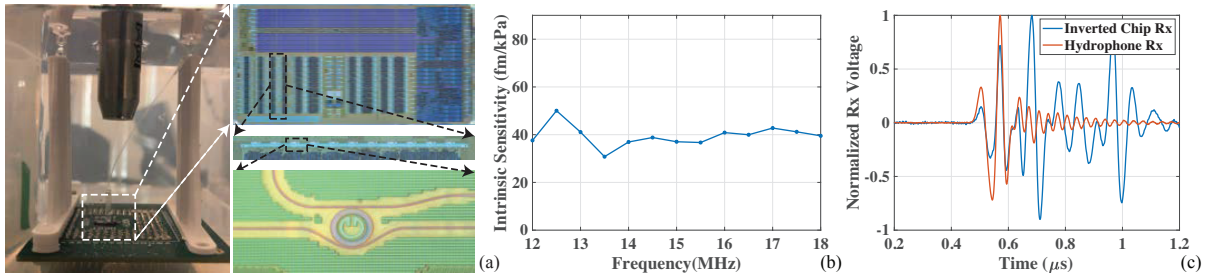 (a)
Intrinsic Sensitivity (fm/kPa)
80
60
40
20
0
12 13 14 15 16 17 18
Frequency(MHz)
(b)
Normalized Rx Voltage
1
0.5
0
-0.5
-1
Inverted Chip Rx
Hydrophone Rx
0.2 0.4 0.6 0.8 1 1.2
Time (μs)
(c)